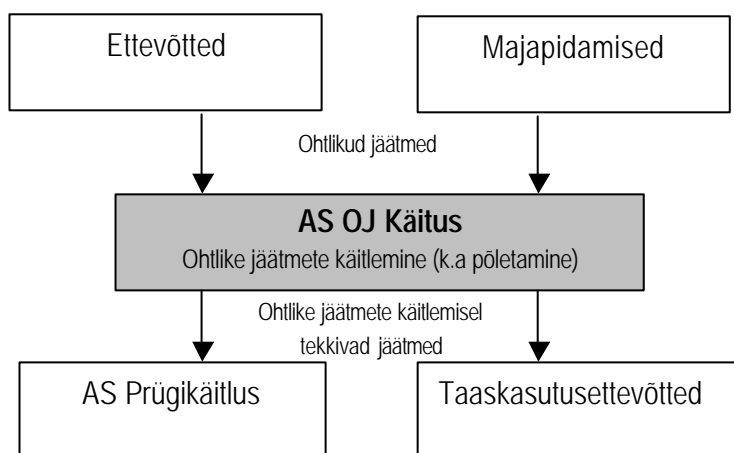 Ettevõtted
Majapidamised
Ohtlikud jäätmed
AS OJ Käitus
Ohtlike jäätmete käitlemine (k.a põletamine)
Ohtlike jäätmete käitlemisel
tekkivad jäätmed
AS Prügikäitlus
Taaskasutusettevõtted